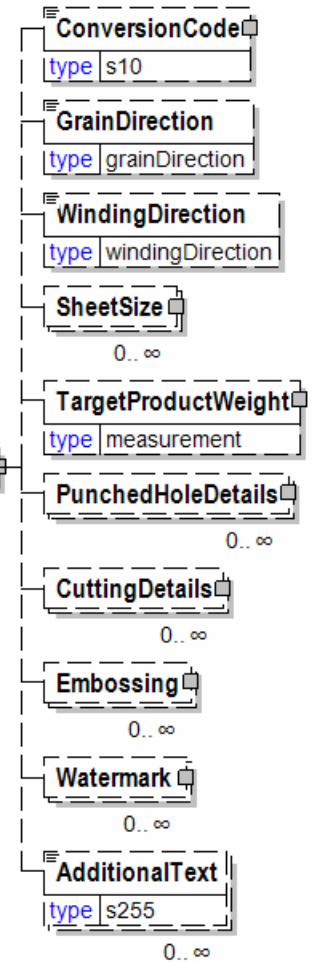 ConversionCode
type s10
GrainDirection
type grainDirection
WindingDirection
type windingDirection
SheetSize
0.. ∞
TargetProductWeight
type measurement
PunchedHoleDetails
0.. ∞
CuttingDetails
0.. ∞
Embossing
0.. ∞
Watermark
0.. ∞
AdditionalText
type s255
0.. ∞